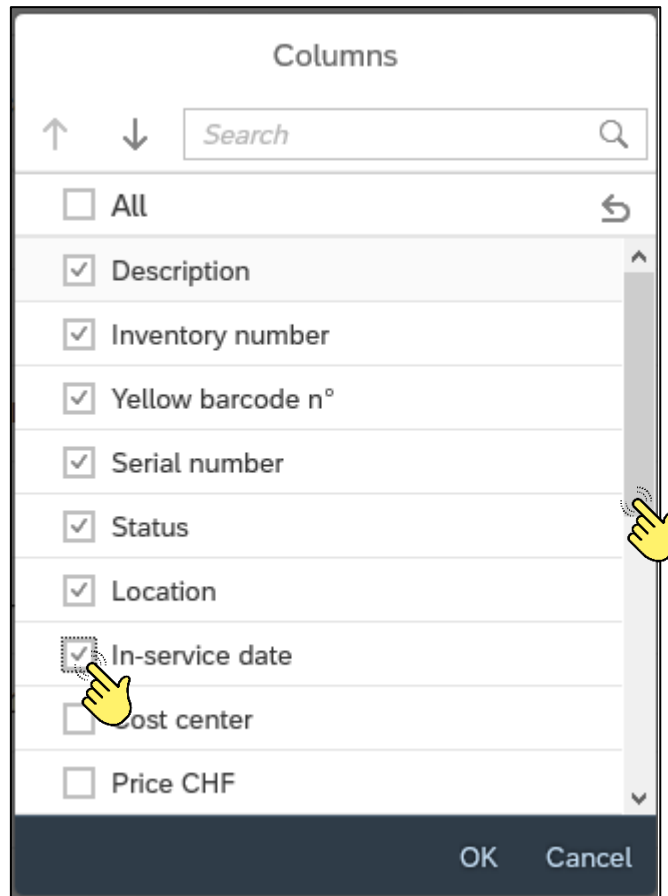 Columns
Search
All
Description
Inventory number
Yellow barcode n°
Serial number
Status
Location
In-service date
Cost center
Price CHF
OK Cancel